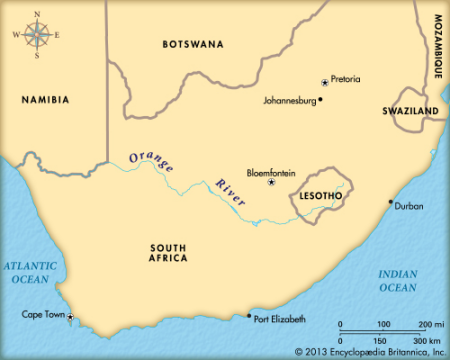 N
W E
S
BOTSWANA
MOZAMBIQUE
Pretoria
NAMIBIA
Johannesburg
SWAZILAND
Orange
River
Bloemfontein
LESOTHO
Durban
SOUTH
AFRICA
ATLANTIC
OCEAN
INDIAN
OCEAN
Cape Town
Port Elizabeth
0 100 200 mi
0 150 300 km
© 2013 Encyclopædia Britannica, Inc.